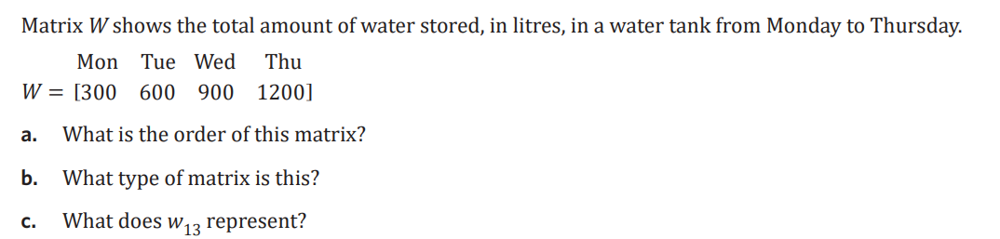 Matrix W shows the total amount of water stored, in litres, in a water tank from Monday to Thursday.
Mon Tue Wed Thu
W = [300 600 900 1200]
a. What is the order of this matrix?
b. What type of matrix is this?
c. What does w₁₃ represent?